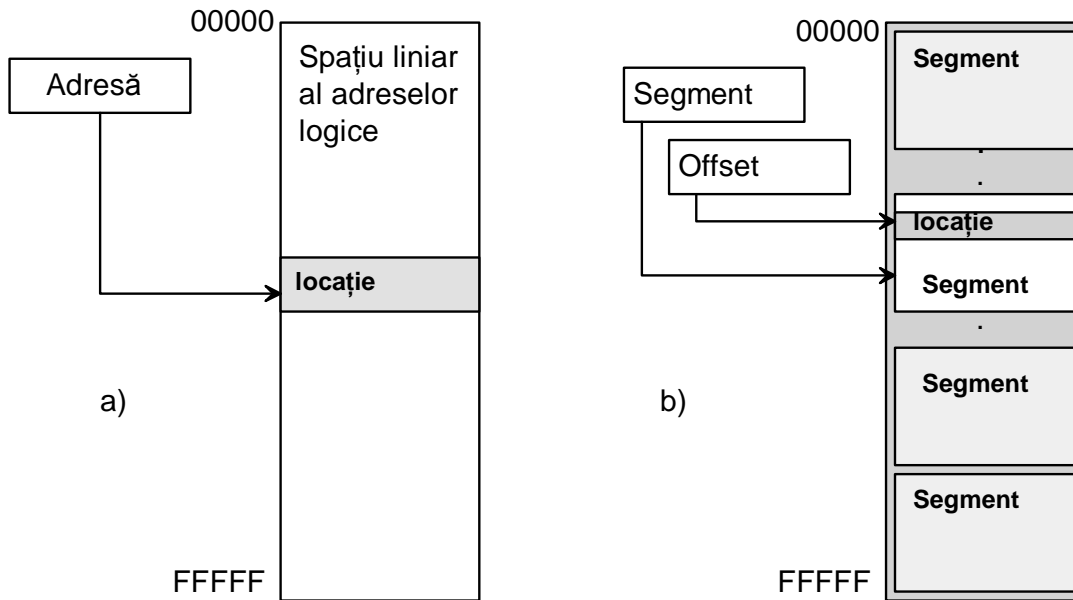 00000
Spațiu liniar
al adreselor
logice
Adresă
locație
a)
FFFFF
00000
Segment
Segment
Offset
.
.
locație
Segment
.
Segment
b)
Segment
FFFFF